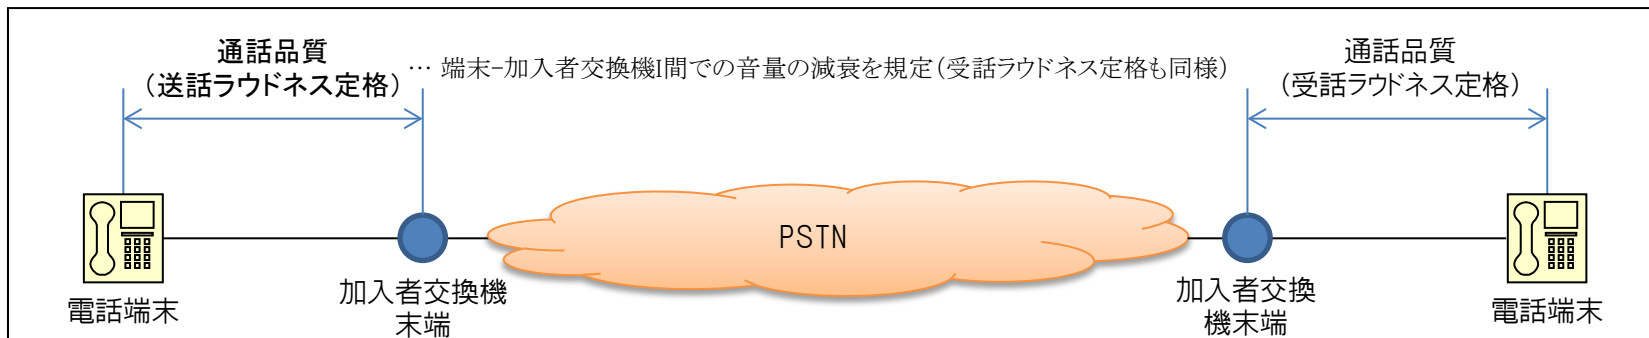 通話品質
(送話ラウドネス定格)
… 端末−加入者交換機I間での音量の減衰を規定(受話ラウドネス定格も同様)
通話品質
(受話ラウドネス定格)
PSTN
電話端末
加入者交換機
末端
加入者交換
機末端
電話端末